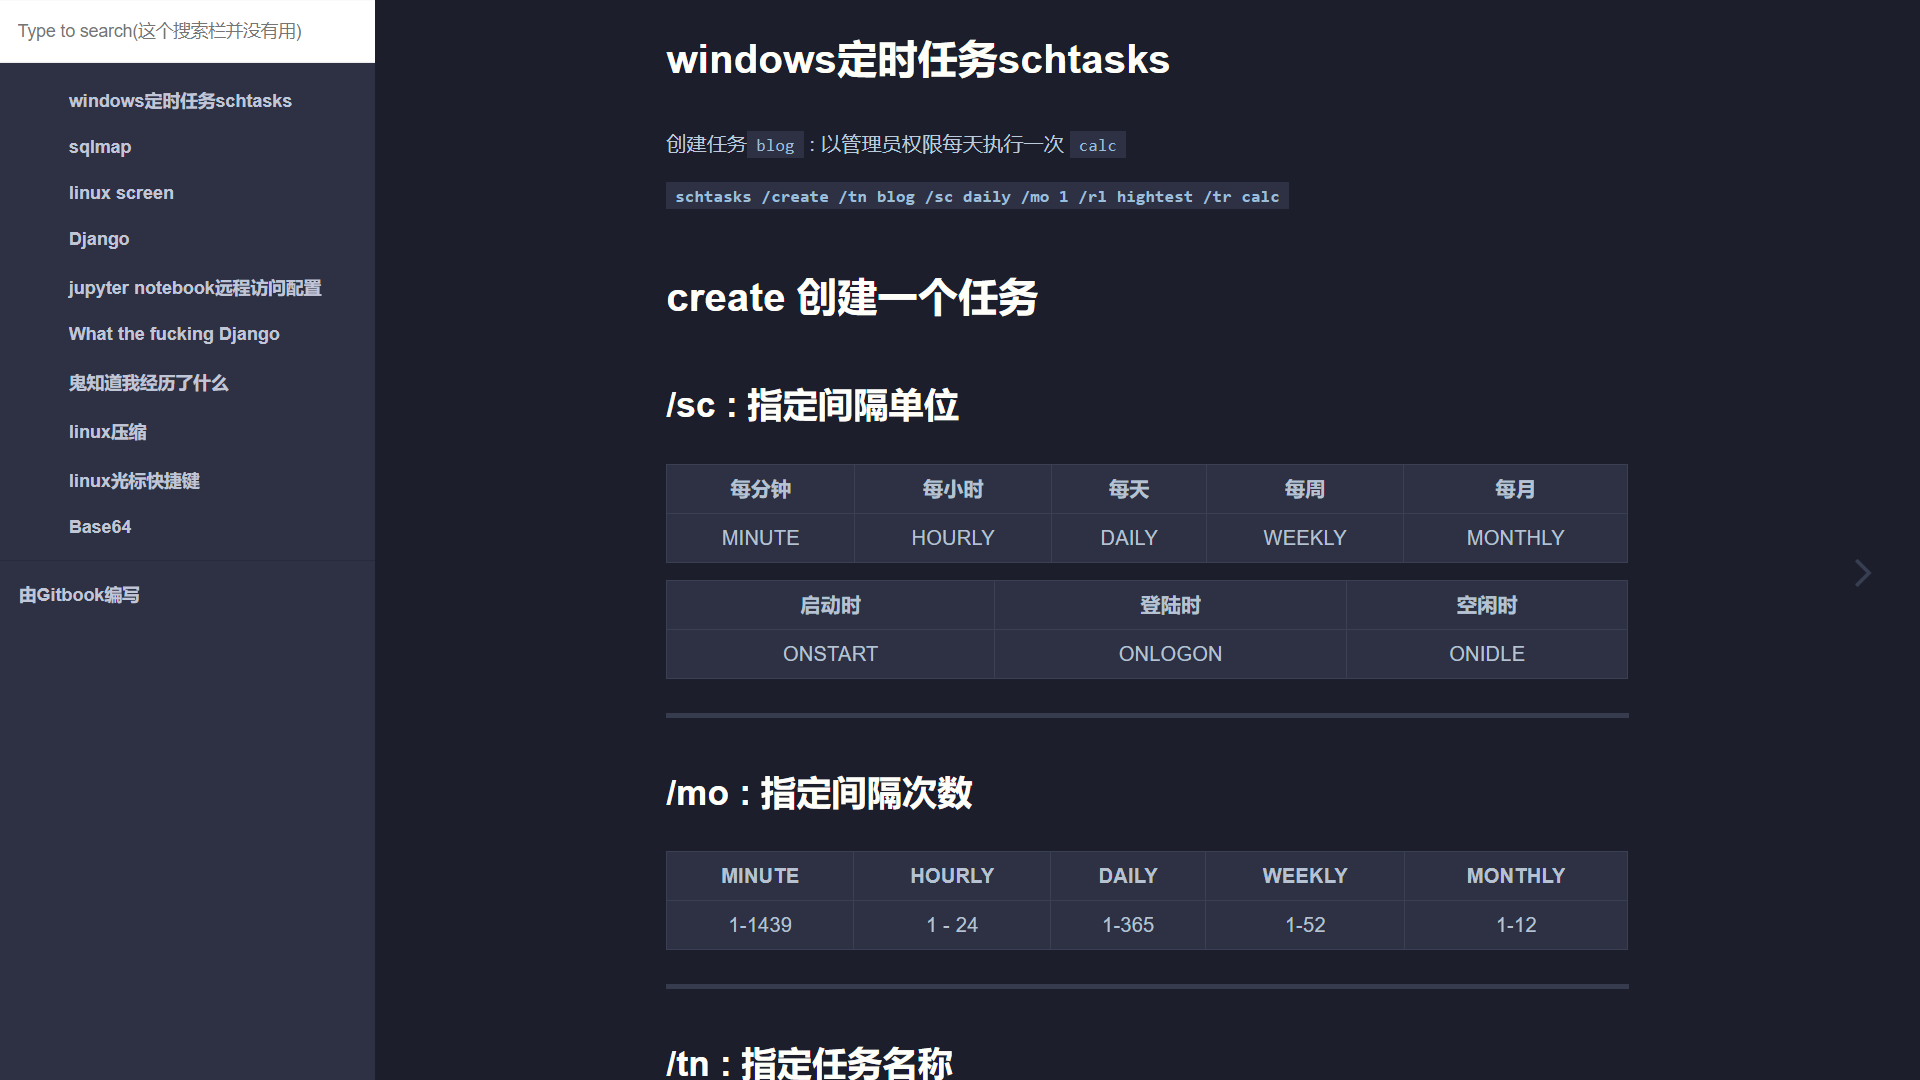 Type to search(这个搜索栏并没有用)
windows定时任务schtasks
sqlmap
linux screen
Django
jupyter notebook远程访问配置
What the fucking Django
鬼知道我经历了什么
linux压缩
linux光标快捷键
Base64
由Gitbook编写
windows定时任务schtasks
创建任务 blog : 以管理员权限每天执行一次 calc
schtasks /create /tn blog /sc daily /mo 1 /rl hightest /tr calc
create 创建一个任务
/sc : 指定间隔单位
每分钟 每小时 每天 每周 每月
MINUTE HOURLY DAILY WEEKLY MONTHLY
启动时 登陆时 空闲时
ONSTART ONLOGON ONIDLE
/mo : 指定间隔次数
MINUTE HOURLY DAILY WEEKLY MONTHLY
1-1439 1 - 24 1-365 1-52 1-12
/tn : 指定任务名称